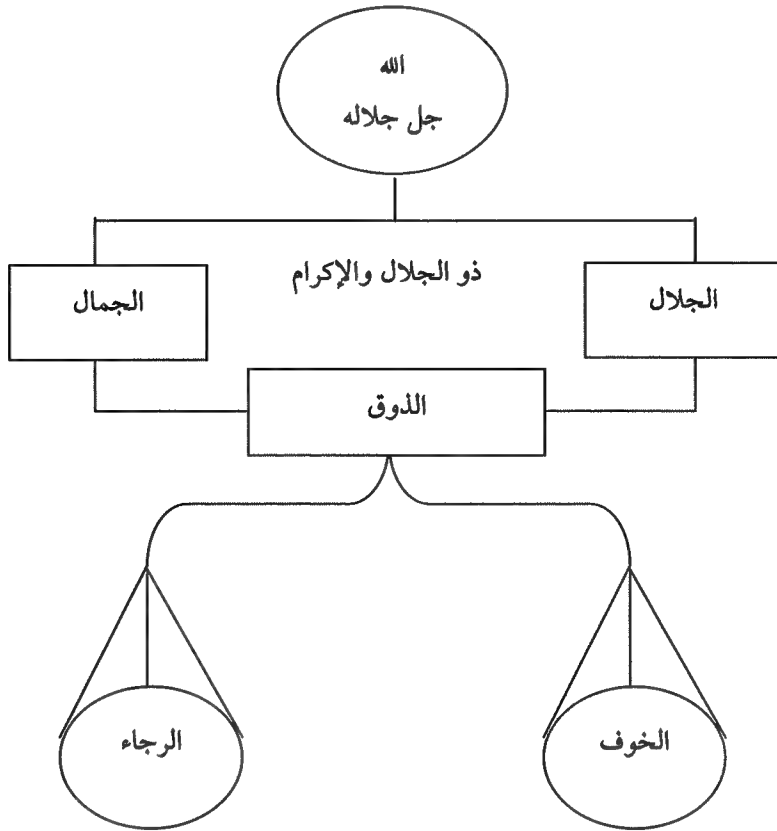 الله
جل جلاله
ذو الجلال والإكرام
الجلال
الجمال
الذوق
الخوف
الرجاء